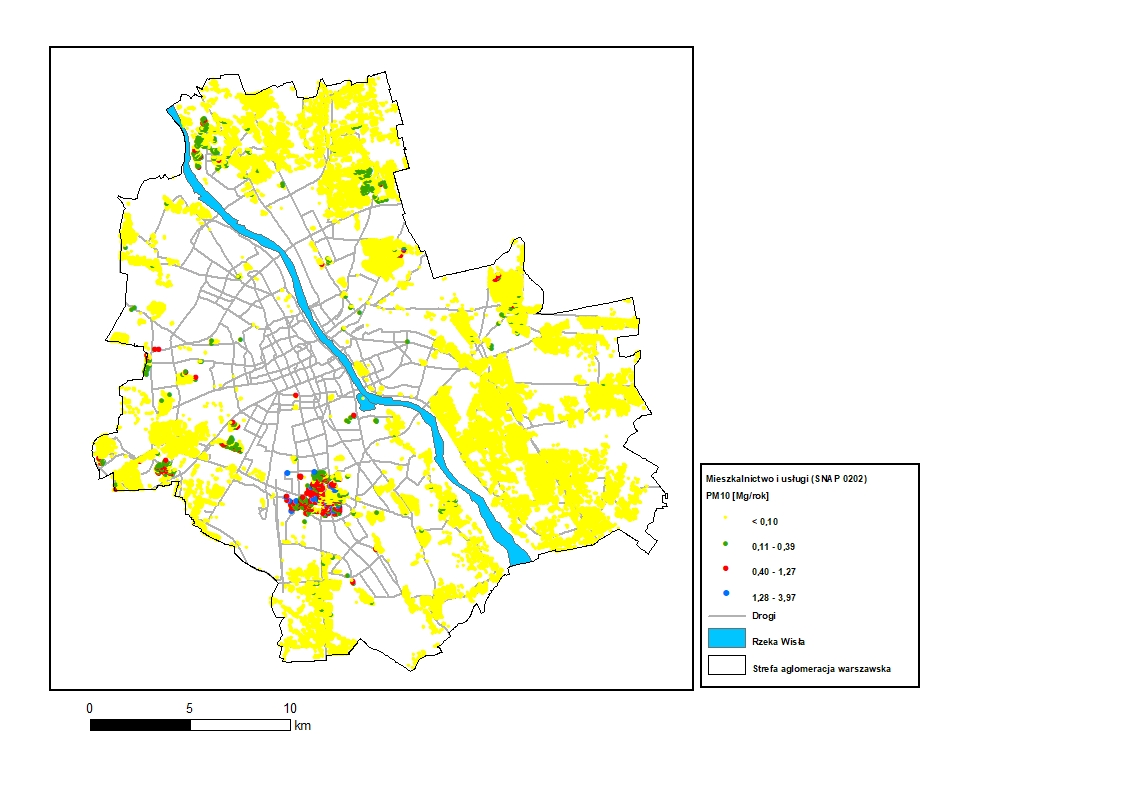 Mieszkalnictwo i usługi (SNAP 0202)
PM10 [Mg/rok]
< 0,10
0,11 - 0,39
0,40 - 1,27
1,28 - 3,97
Drogi
Rzeka Wisła
Strefa aglomeracja warszawska
0 5 10
km